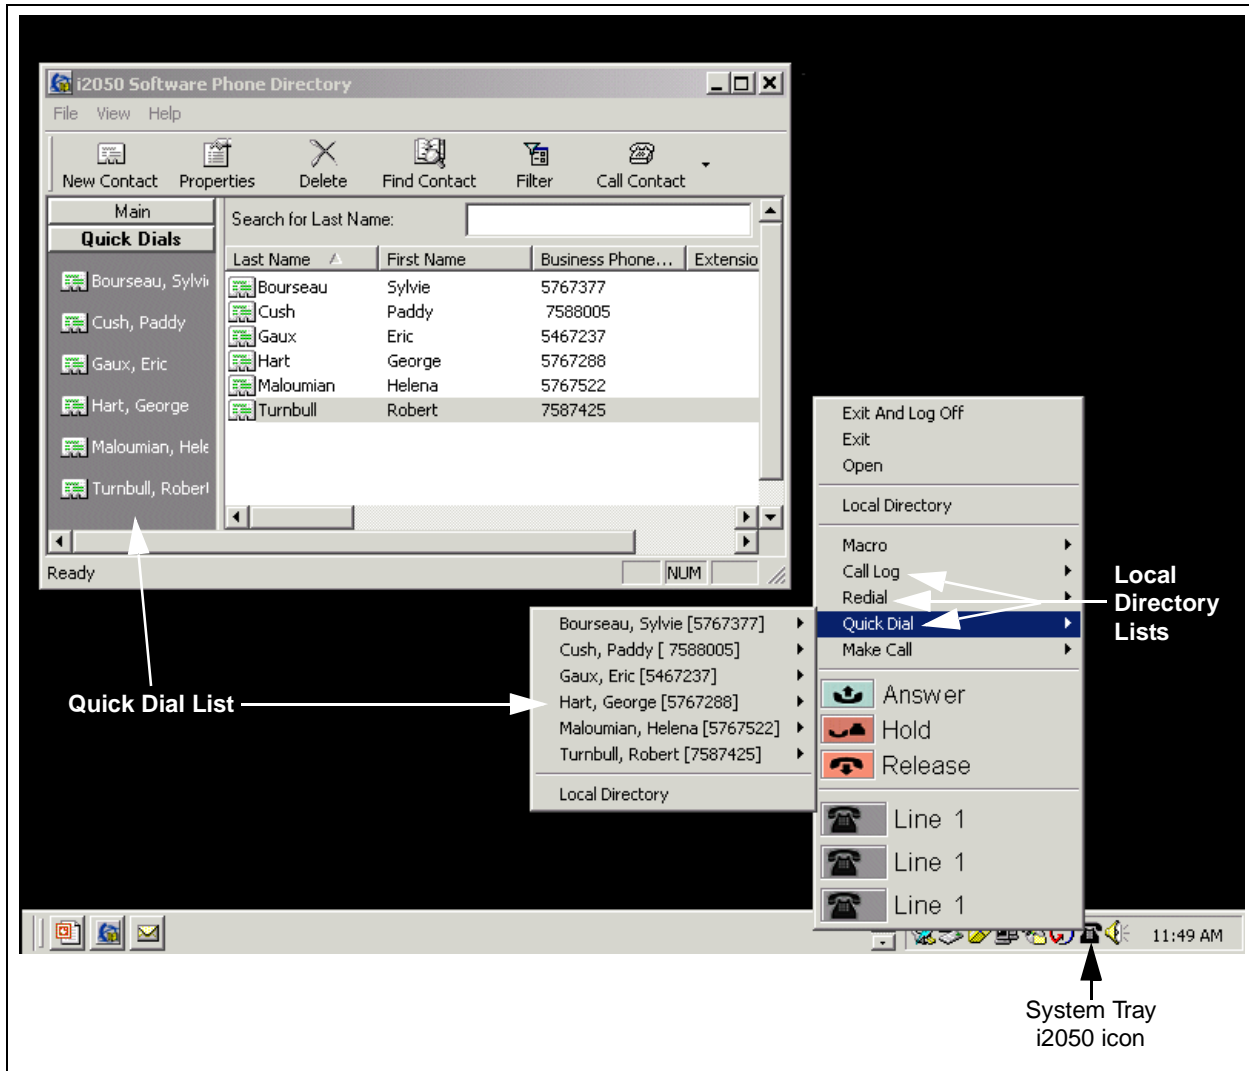 i2050 Software Phone Directory
File View Help
New Contact Properties Delete Find Contact Filter Call Contact
Main
Quick Dials
Bourseau, Sylvi
Cush, Paddy
Gaux, Eric
Hart, George
Maloumian, Hele
Turnbull, Robert
Search for Last Name:
Last Name First Name Business Phone... Extensio
Bourseau Sylvie 5767377
Cush Paddy 7588005
Gaux Eric 5467237
Hart George 5767288
Maloumian Helena 5767522
Turnbull Robert 7587425
Ready NUM
Exit And Log Off
Exit
Open
Local Directory
Macro
Call Log
Redial
Quick Dial
Make Call
Answer
Hold
Release
Line 1
Line 1
Line 1
Local
Directory
Lists
Bourseau, Sylvie [5767377]
Cush, Paddy [ 7588005]
Gaux, Eric [5467237]
Hart, George [5767288]
Maloumian, Helena [5767522]
Turnbull, Robert [7587425]
Local Directory
Quick Dial List
11:49 AM
System Tray
i2050 icon